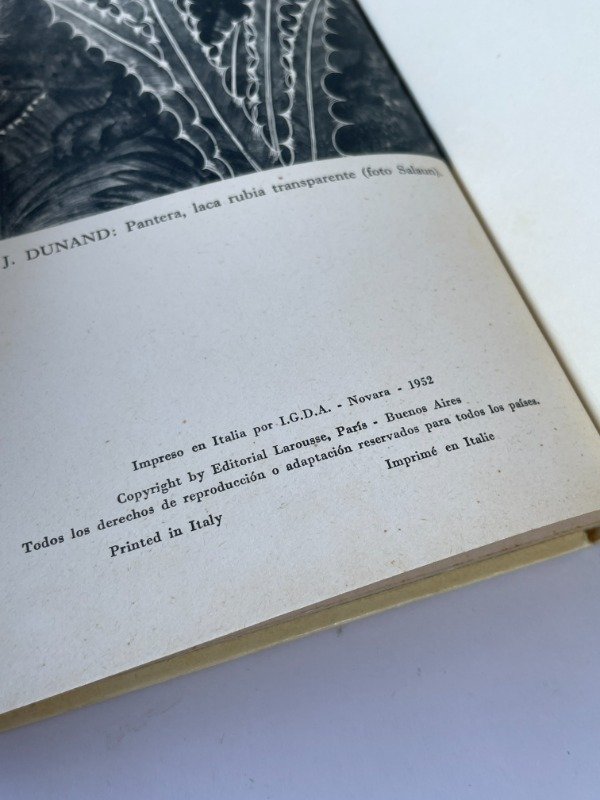 J. DUNAND: Pantera, laca rubia transparente (foto Salaun).
Impreso en Italia por I.G.D.A. - Novara - 1952
Copyright by Editorial Larousse, París - Buenos Aires
Todos los derechos de reproducción o adaptación reservados para todos los países.
Printed in Italy
Imprimé en Italie